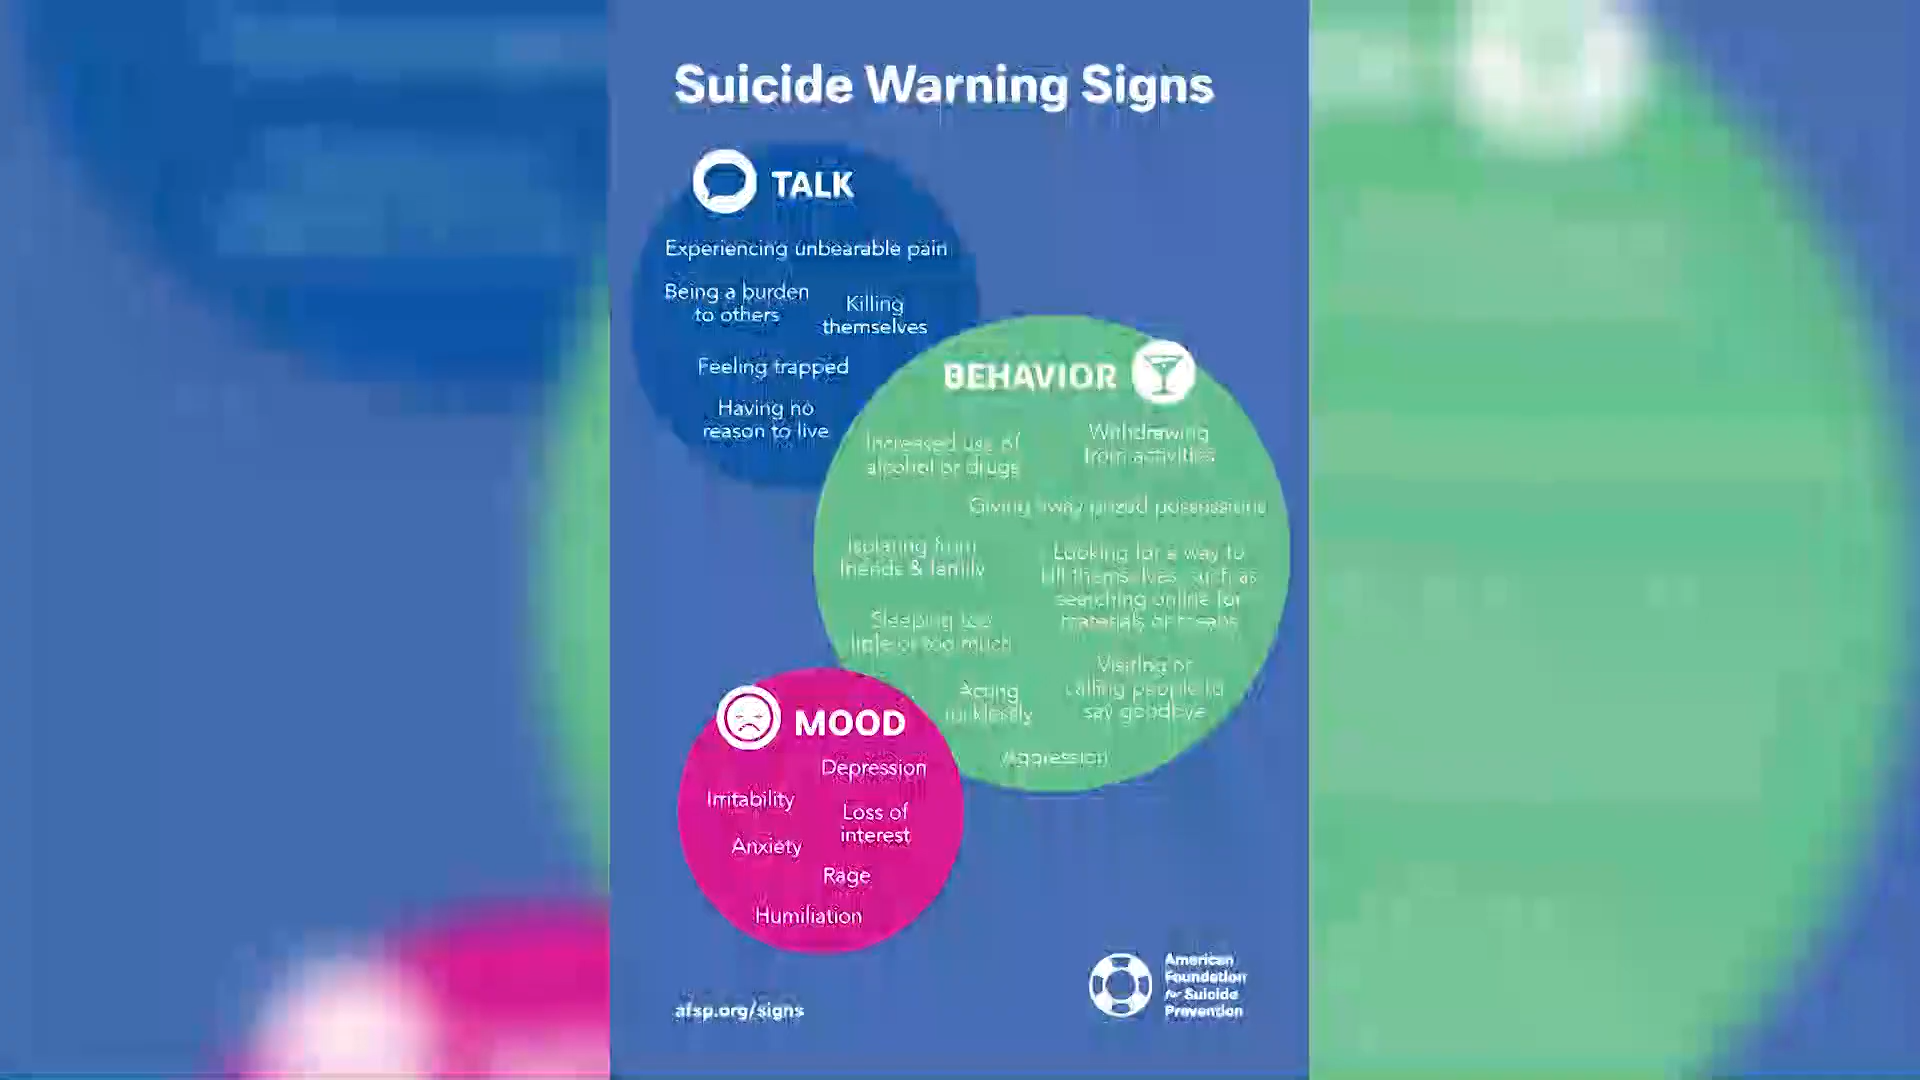 Suicide Warning Signs
TALK
Experiencing unbearable pain
Being a burden
to others
Killing
themselves
Feeling trapped
Having no
reason to live
BEHAVIOR
Increased use of
alcohol or drugs
Withdrawing
from activities
Giving away prized possessions
Isolating from
friends & family
Looking for a way to
kill themselves, such as
searching online for
materials or means
Sleeping too
little or too much
Acting
recklessly
Visiting or
calling people to
say goodbye
Aggression
MOOD
Depression
Irritability
Loss of
interest
Anxiety
Rage
Humiliation
afsp.org/signs
American
Foundation
for Suicide
Prevention